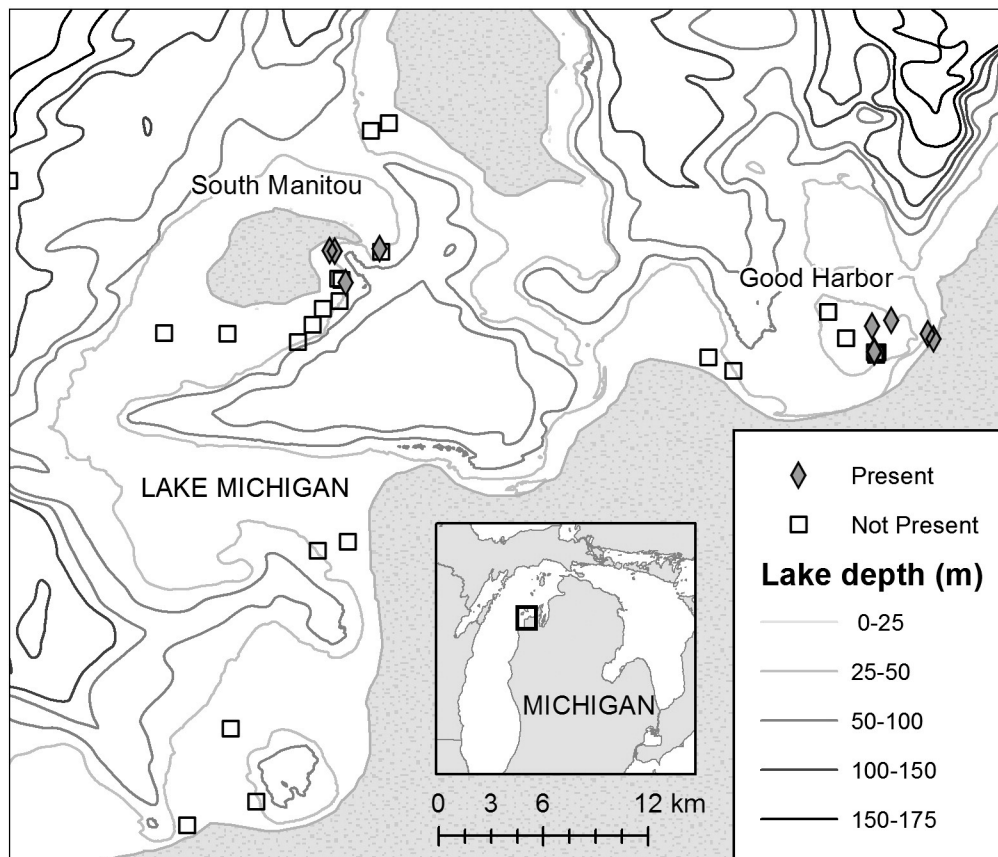 South Manitou
Good Harbor
LAKE MICHIGAN
Present
Not Present
Lake depth (m)
0-25
25-50
50-100
100-150
150-175
MICHIGAN
0 3 6 12 km